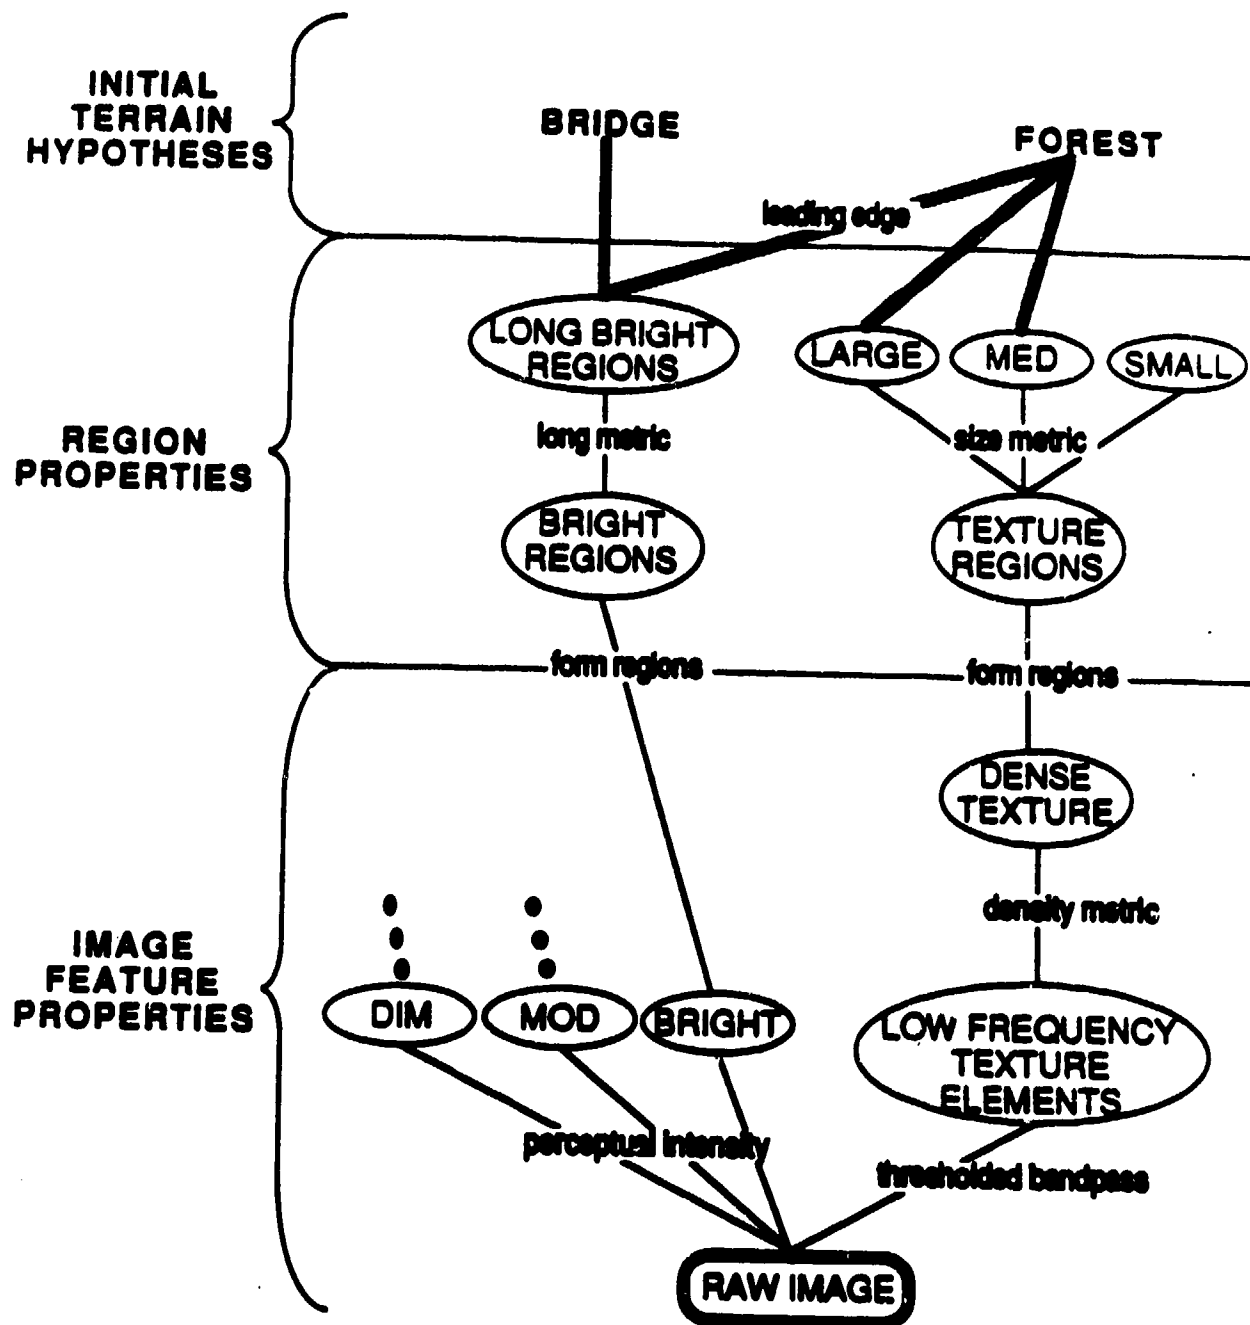 INITIAL
TERRAIN
HYPOTHESES
BRIDGE
FOREST
leading edge
REGION
PROPERTIES
LONG BRIGHT
REGIONS
LARGE
MED
SMALL
long metric
size metric
BRIGHT
REGIONS
TEXTURE
REGIONS
form regions
form regions
IMAGE
FEATURE
PROPERTIES
DENSE
TEXTURE
density metric
DIM
MOD
BRIGHT
LOW FREQUENCY
TEXTURE
ELEMENTS
perceptual intensity
thresholded bandpass
RAW IMAGE